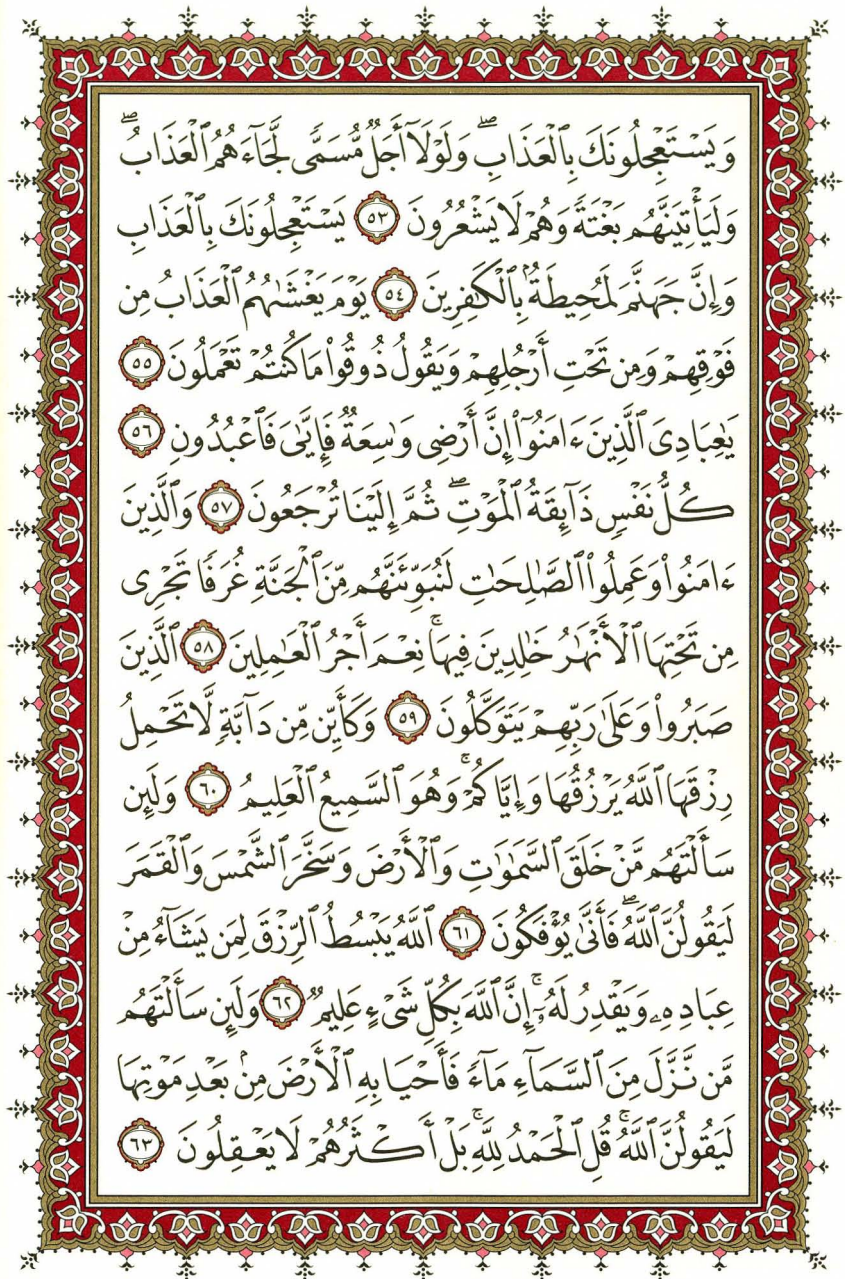 وَيَسْتَعْجِلُونَكَ بِٱلْعَذَابِ ۖ وَلَوْلَآ أَجَلٌ مُّسَمًّى لَّجَآءَهُمُ ٱلْعَذَابُ ۖ
وَلَيَأْتِيَنَّهُم بَغْتَةً وَهُمْ لَا يَشْعُرُونَ ٥٣ يَسْتَعْجِلُونَكَ بِٱلْعَذَابِ
وَإِنَّ جَهَنَّمَ لَمُحِيطَةٌۢ بِٱلْكَٰفِرِينَ ٥٤ يَوْمَ يَغْشَىٰهُمُ ٱلْعَذَابُ مِن
فَوْقِهِمْ وَمِن تَحْتِ أَرْجُلِهِمْ وَيَقُولُ ذُوقُوا۟ مَا كُنتُمْ تَعْمَلُونَ ٥٥
يَٰعِبَادِىَ ٱلَّذِينَ ءَامَنُوٓا۟ إِنَّ أَرْضِى وَٰسِعَةٌ فَإِيَّٰىَ فَٱعْبُدُونِ ٥٦
كُلُّ نَفْسٍ ذَآئِقَةُ ٱلْمَوْتِ ۖ ثُمَّ إِلَيْنَا تُرْجَعُونَ ٥٧ وَٱلَّذِينَ
ءَامَنُوا۟ وَعَمِلُوا۟ ٱلصَّٰلِحَٰتِ لَنُبَوِّئَنَّهُم مِّنَ ٱلْجَنَّةِ غُرَفًا تَجْرِى
مِن تَحْتِهَا ٱلْأَنْهَٰرُ خَٰلِدِينَ فِيهَا ۚ نِعْمَ أَجْرُ ٱلْعَٰمِلِينَ ٥٨ ٱلَّذِينَ
صَبَرُوا۟ وَعَلَىٰ رَبِّهِمْ يَتَوَكَّلُونَ ٥٩ وَكَأَيِّن مِّن دَآبَّةٍ لَّا تَحْمِلُ
رِزْقَهَا ٱللَّهُ يَرْزُقُهَا وَإِيَّاكُمْ ۚ وَهُوَ ٱلسَّمِيعُ ٱلْعَلِيمُ ٦٠ وَلَئِن
سَأَلْتَهُم مَّنْ خَلَقَ ٱلسَّمَٰوَٰتِ وَٱلْأَرْضَ وَسَخَّرَ ٱلشَّمْسَ وَٱلْقَمَرَ
لَيَقُولُنَّ ٱللَّهُ ۖ فَأَنَّىٰ يُؤْفَكُونَ ٦١ ٱللَّهُ يَبْسُطُ ٱلرِّزْقَ لِمَن يَشَآءُ مِنْ
عِبَادِهِۦ وَيَقْدِرُ لَهُۥٓ ۚ إِنَّ ٱللَّهَ بِكُلِّ شَىْءٍ عَلِيمٌ ٦٢ وَلَئِن سَأَلْتَهُم
مَّن نَّزَّلَ مِنَ ٱلسَّمَآءِ مَآءً فَأَحْيَا بِهِ ٱلْأَرْضَ مِنۢ بَعْدِ مَوْتِهَا
لَيَقُولُنَّ ٱللَّهُ ۚ قُلِ ٱلْحَمْدُ لِلَّهِ ۚ بَلْ أَكْثَرُهُمْ لَا يَعْقِلُونَ ٦٣